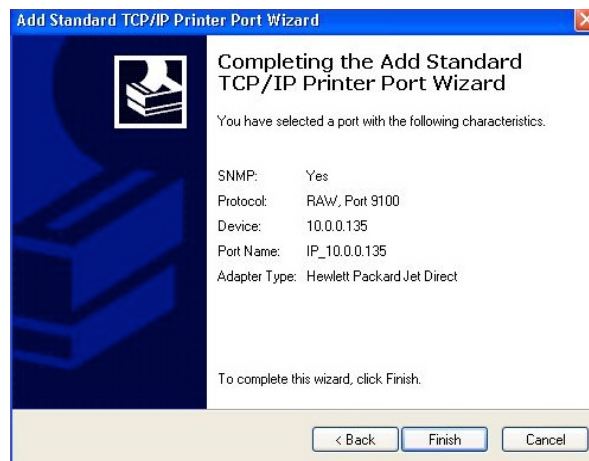 Add Standard TCP/IP Printer Port Wizard
Completing the Add Standard
TCP/IP Printer Port Wizard
You have selected a port with the following characteristics.
SNMP: Yes
Protocol: RAW, Port 9100
Device: 10.0.0.135
Port Name: IP_10.0.0.135
Adapter Type: Hewlett Packard Jet Direct
To complete this wizard, click Finish.
< Back Finish Cancel